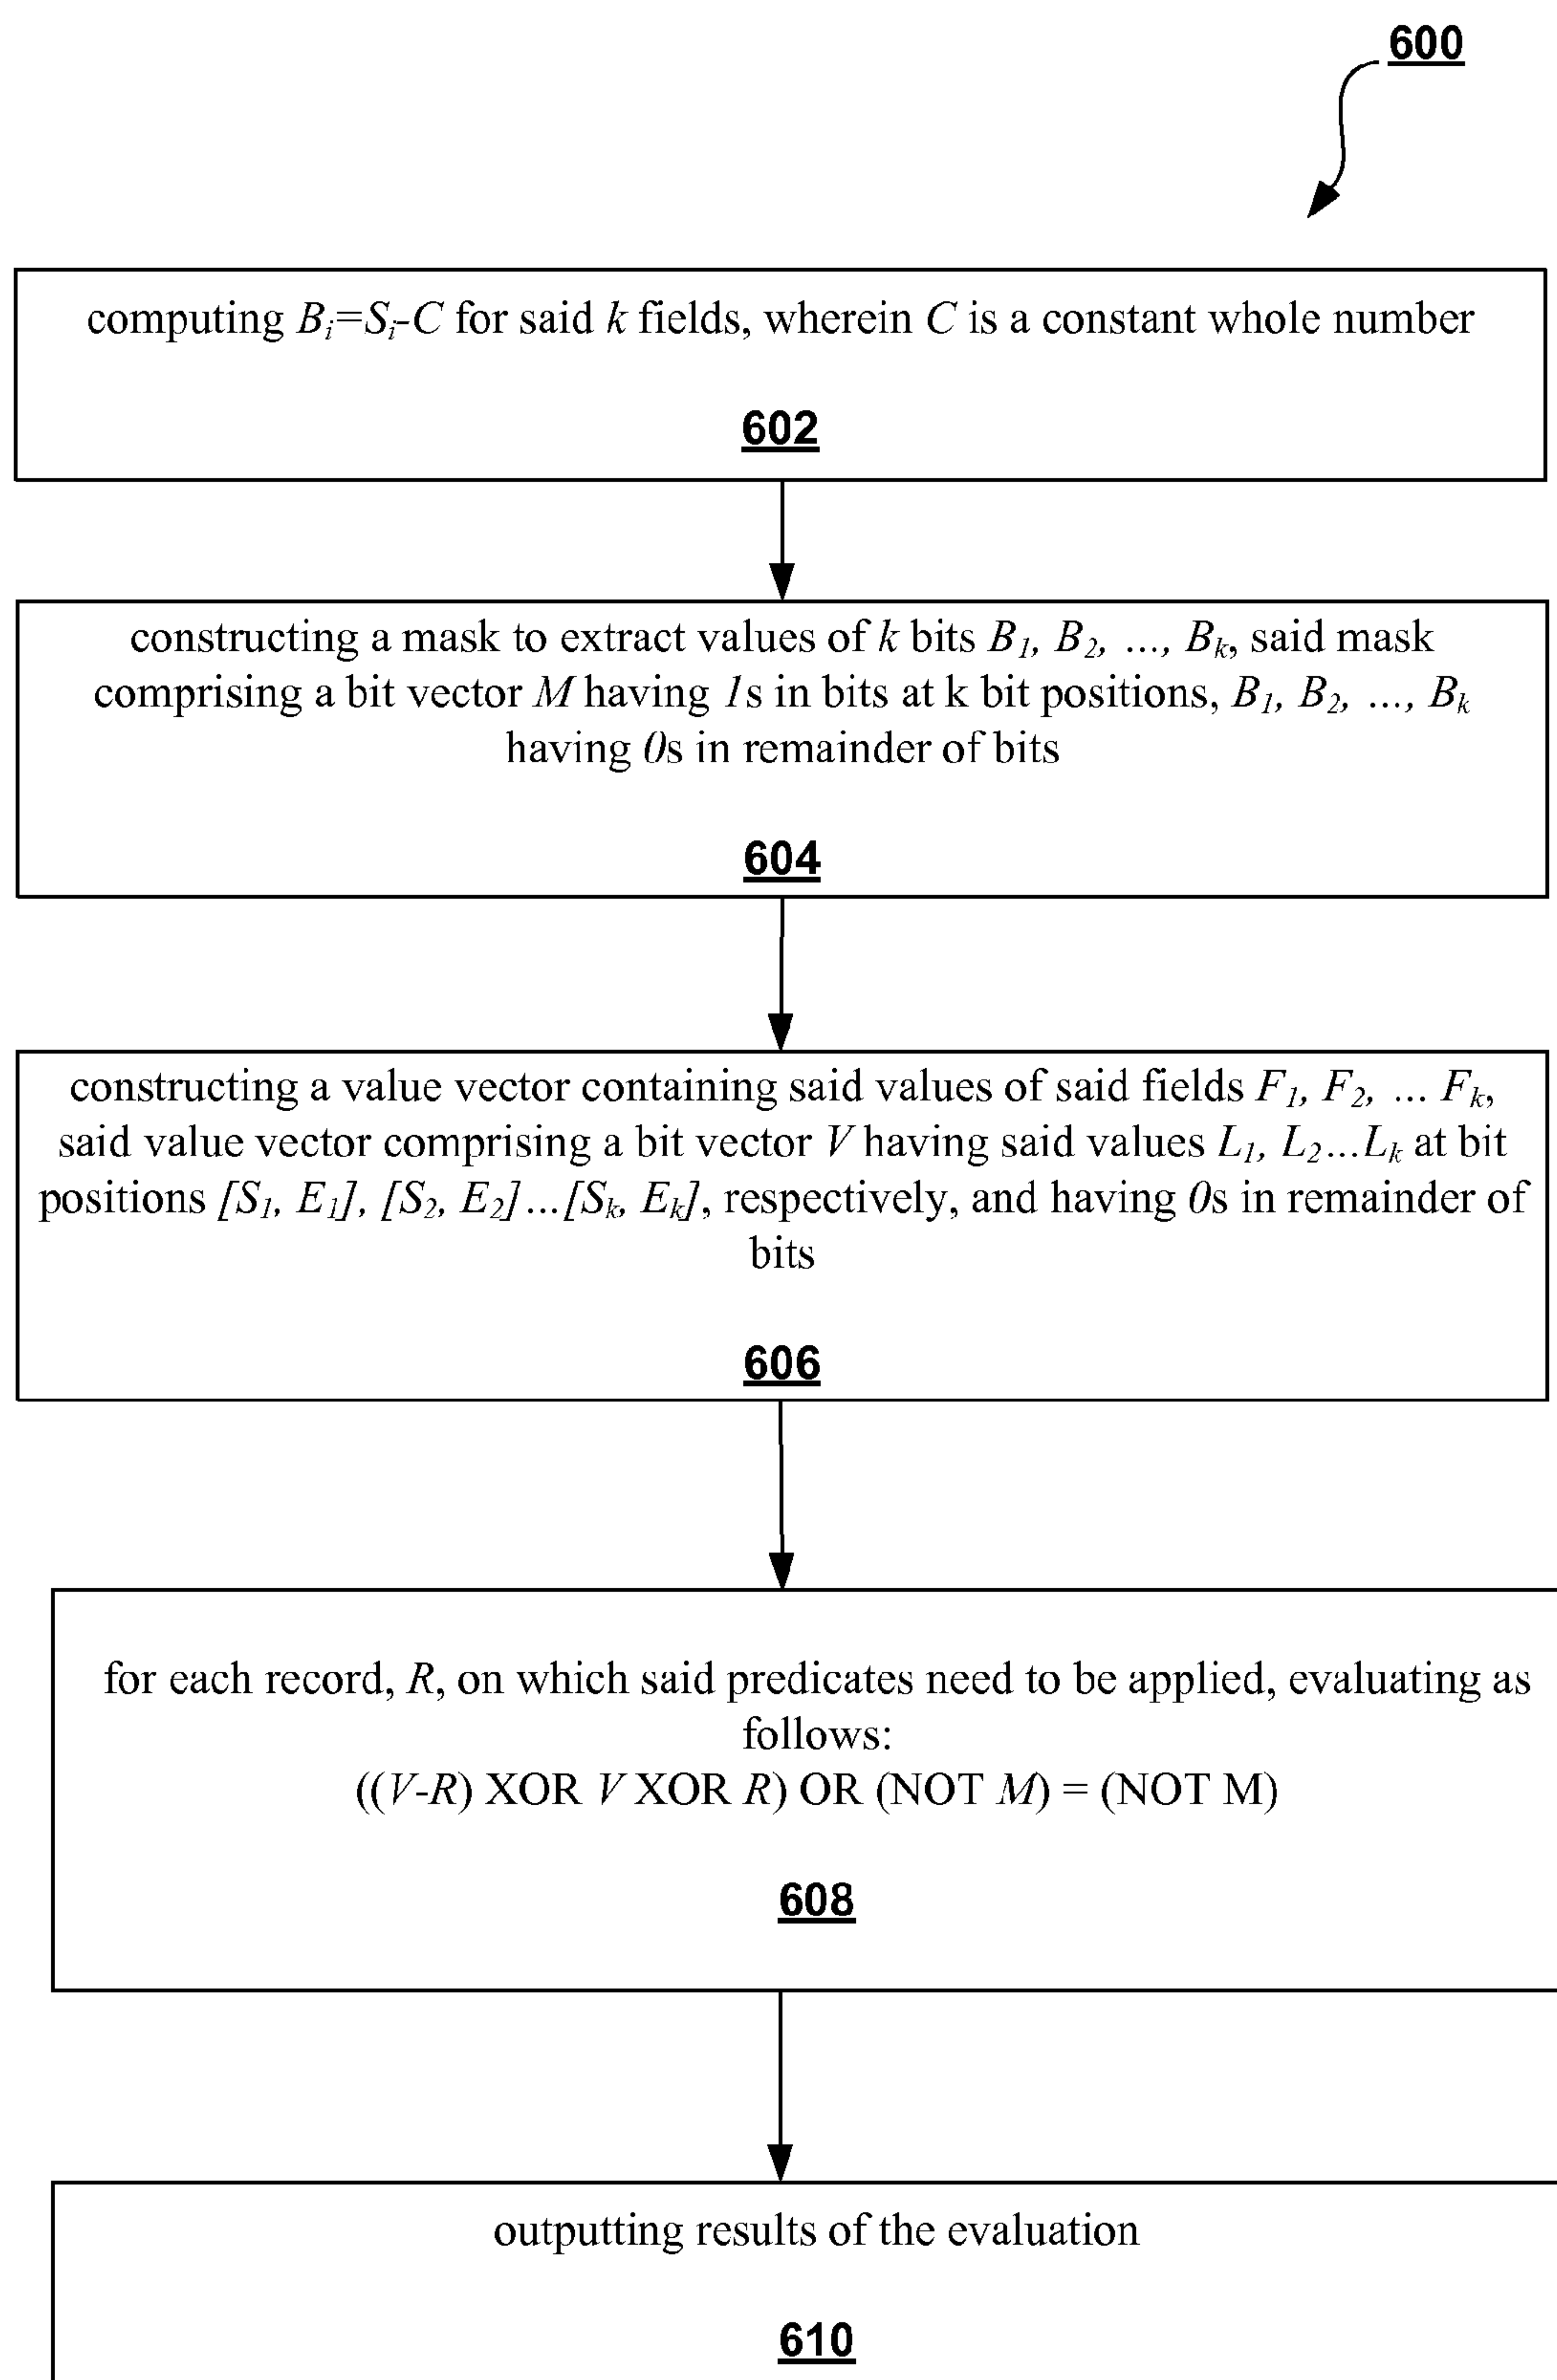 600
computing Bi=Si-C for said k fields, wherein C is a constant whole number
602
constructing a mask to extract values of k bits B1, B2, ..., Bk, said mask
comprising a bit vector M having 1s in bits at k bit positions, B1, B2, ..., Bk
having 0s in remainder of bits
604
constructing a value vector containing said values of said fields F1, F2, ... Fk,
said value vector comprising a bit vector V having said values L1, L2...Lk at bit
positions [S1, E1], [S2, E2]...[Sk, Ek], respectively, and having 0s in remainder of
bits
606
for each record, R, on which said predicates need to be applied, evaluating as
follows:
((V-R) XOR V XOR R) OR (NOT M) = (NOT M)
608
outputting results of the evaluation
610